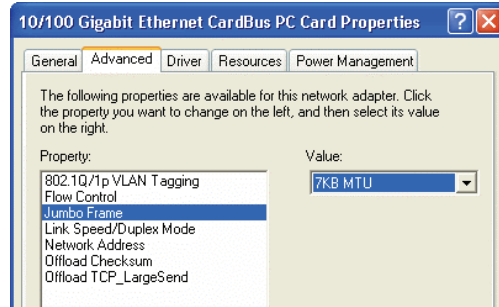 10/100 Gigabit Ethernet CardBus PC Card Properties
General Advanced Driver Resources Power Management
The following properties are available for this network adapter. Click
the property you want to change on the left, and then select its value
on the right.
Property:
Value:
802.1Q/1p VLAN Tagging
Flow Control
Jumbo Frame
Link Speed/Duplex Mode
Network Address
Offload Checksum
Offload TCP_LargeSend
7KB MTU